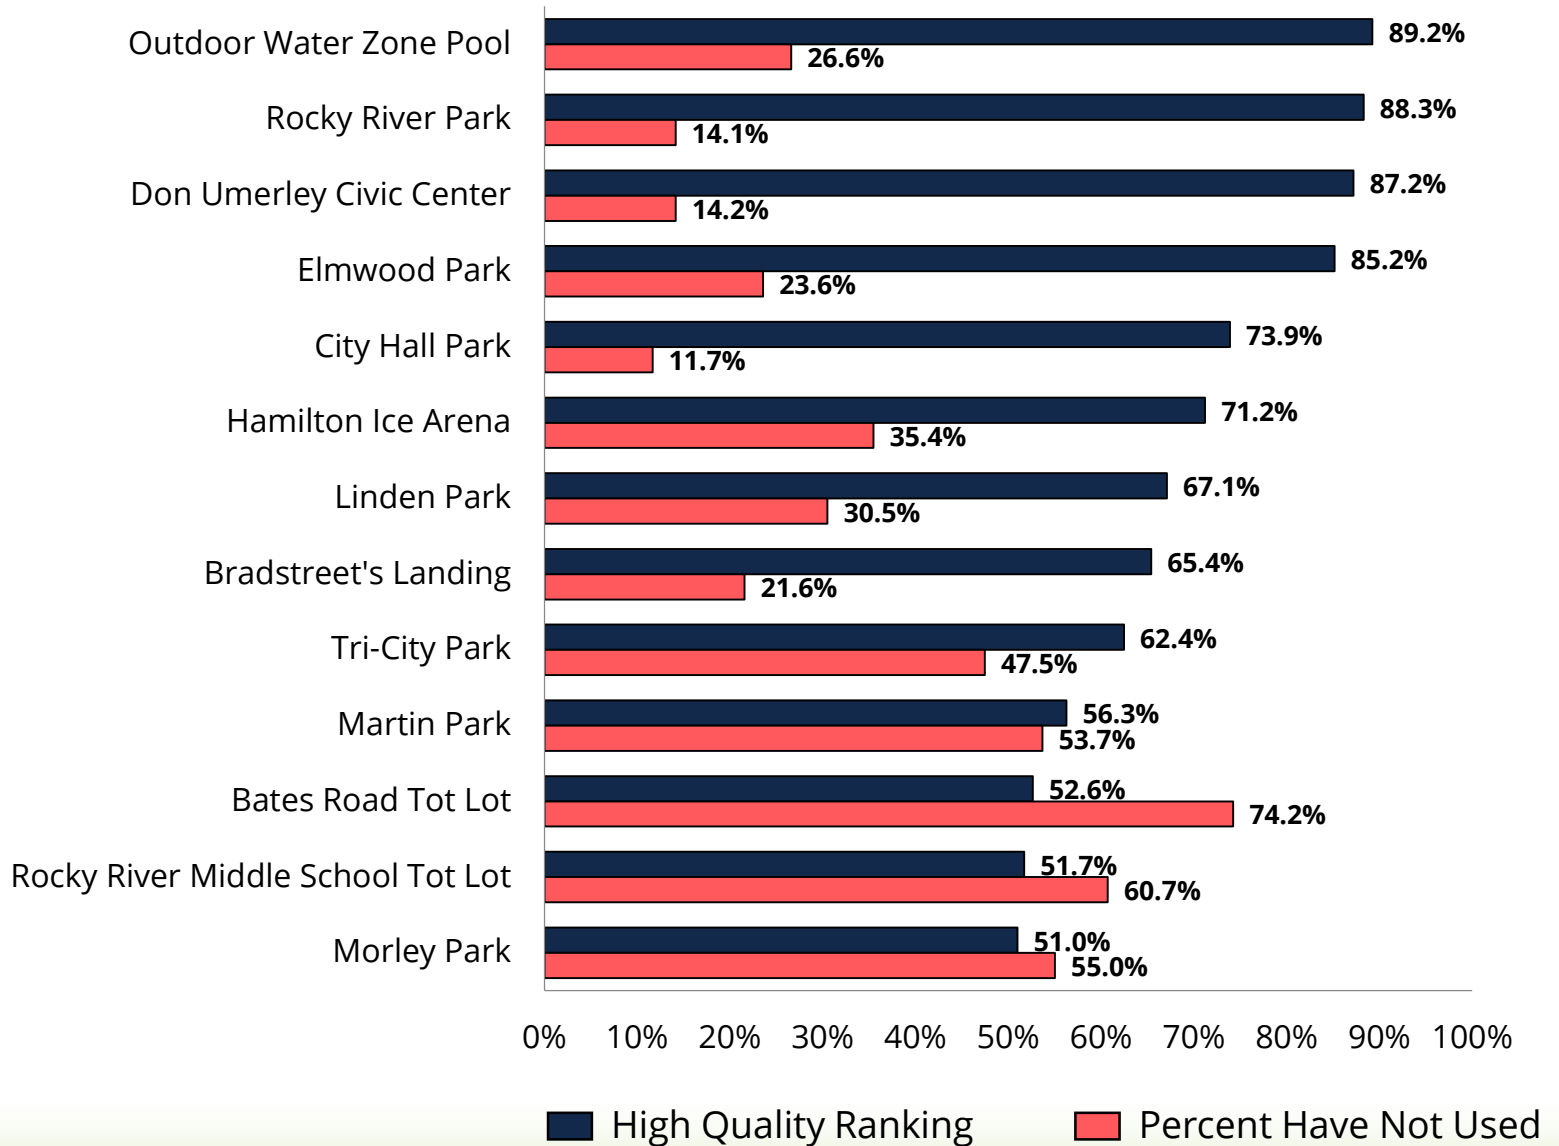 Outdoor Water Zone Pool 89.2%
26.6%
Rocky River Park 88.3%
14.1%
Don Umerley Civic Center 87.2%
14.2%
Elmwood Park 85.2%
23.6%
City Hall Park 73.9%
11.7%
Hamilton Ice Arena 71.2%
35.4%
Linden Park 67.1%
30.5%
Bradstreet's Landing 65.4%
21.6%
Tri-City Park 62.4%
47.5%
Martin Park 56.3%
53.7%
Bates Road Tot Lot 52.6%
74.2%
Rocky River Middle School Tot Lot 51.7%
60.7%
Morley Park 51.0%
55.0%
0% 10% 20% 30% 40% 50% 60% 70% 80% 90% 100%
High Quality Ranking Percent Have Not Used